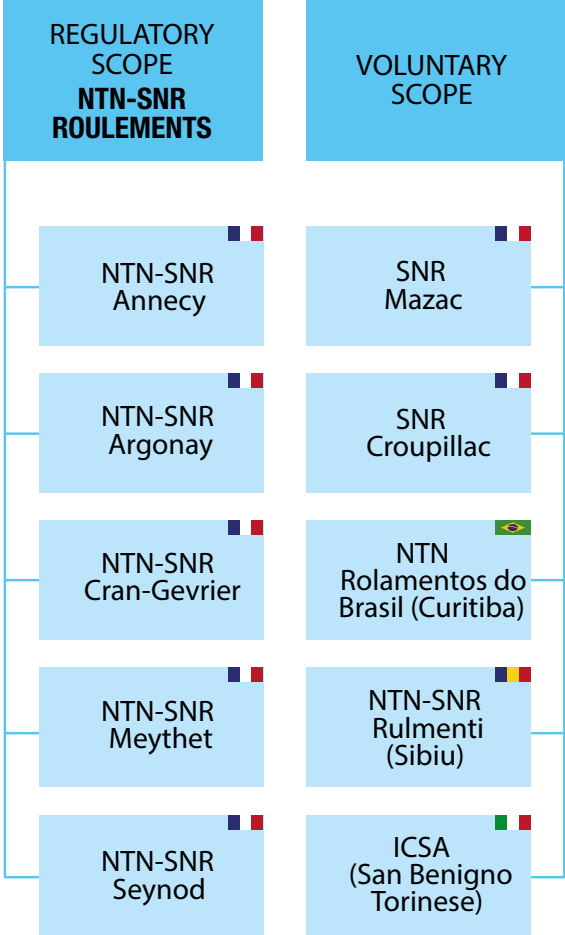 REGULATORY
SCOPE
NTN-SNR
ROULEMENTS
NTN-SNR
Annecy
NTN-SNR
Argonay
NTN-SNR
Cran-Gevrier
NTN-SNR
Meythet
NTN-SNR
Seynod
VOLUNTARY
SCOPE
SNR
Mazac
SNR
Croupillac
NTN
Rolamentos do
Brasil (Curitiba)
NTN-SNR
Rulmenti
(Sibiu)
ICSA
(San Benigno
Torinese)